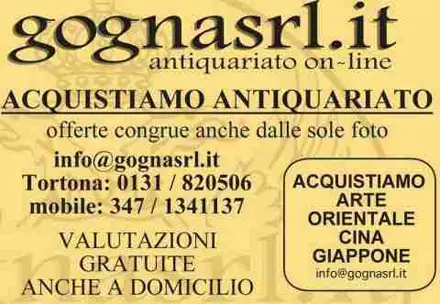 gognasrl.it
antiquariato on-line
ACQUISTIAMO ANTIQUARIATO
offerte congrue anche dalle sole foto
info@gognasrl.it
Tortona: 0131 / 820506
mobile: 347 / 1341137
VALUTAZIONI
GRATUITE
ANCHE A DOMICILIO
ACQUISTIAMO
ARTE
ORIENTALE
CINA
GIAPPONE
info@gognasrl.it